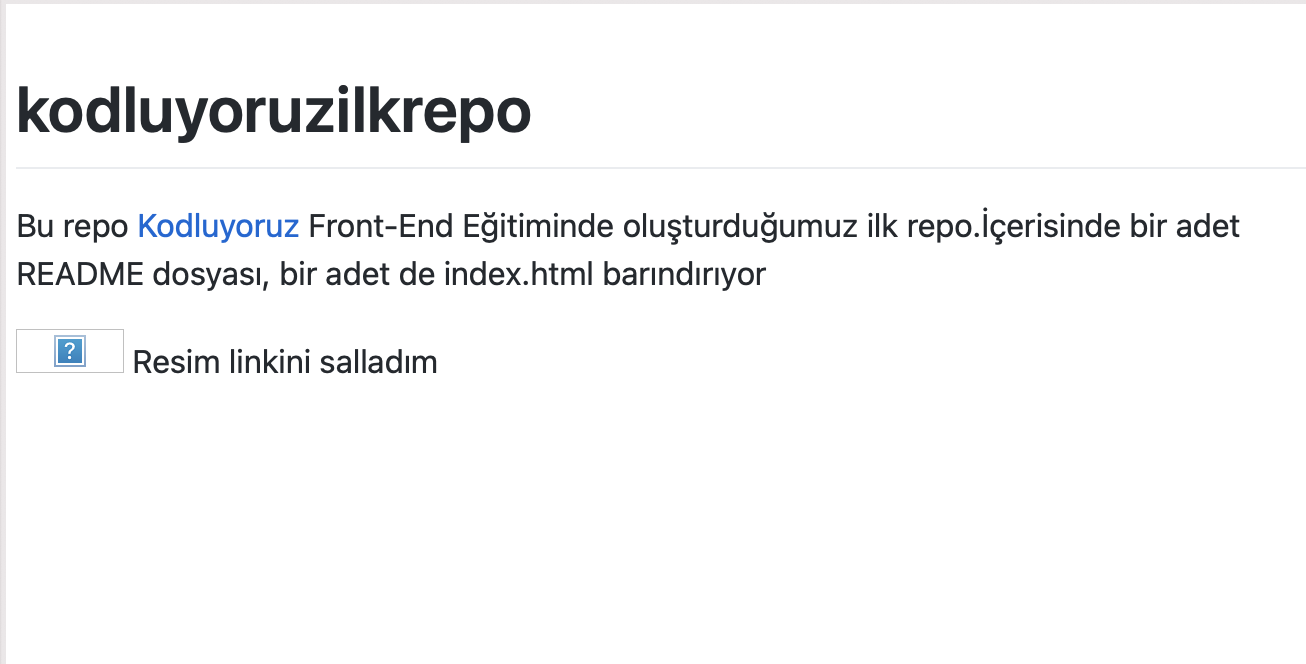 kodluyoruzilkrepo
Bu repo Kodluyoruz Front-End Eğitiminde oluşturduğumuz ilk repo.İçerisinde bir adet
README dosyası, bir adet de index.html barındırıyor
? Resim linkini salladım